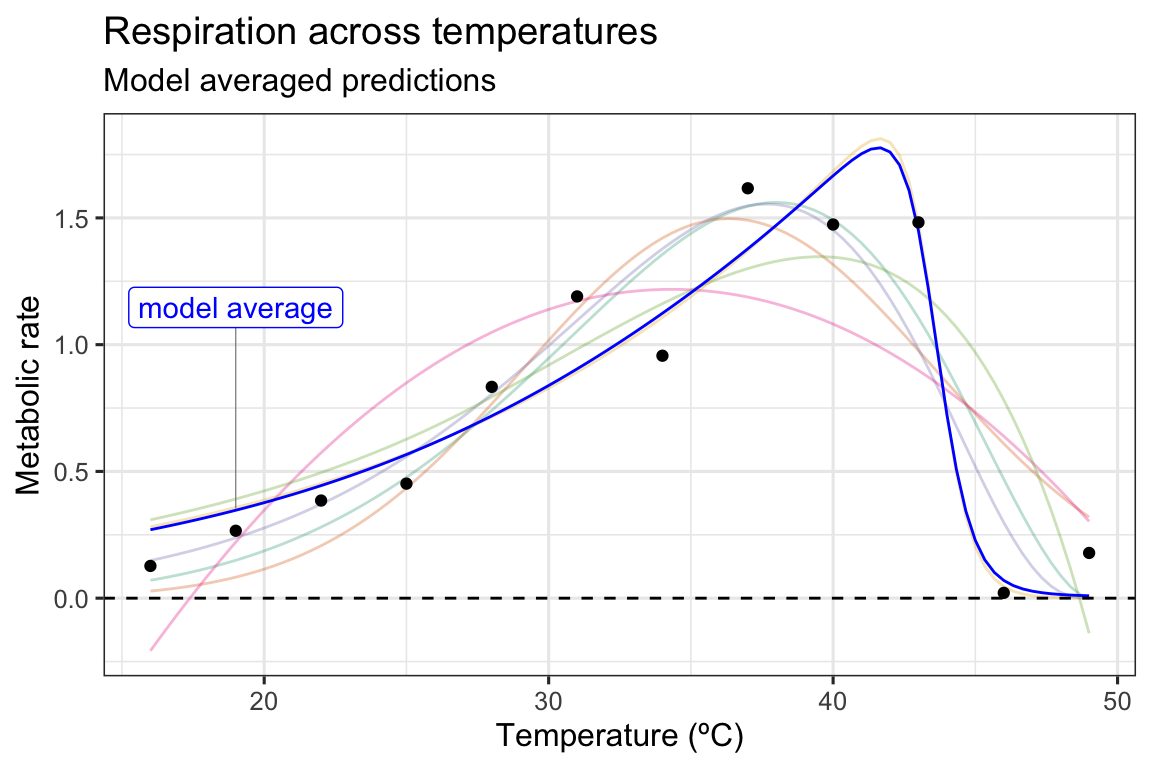 Respiration across temperatures
Model averaged predictions
Metabolic rate
1.5
1.0
0.5
0.0
model average
20
30
40
50
Temperature (ºC)